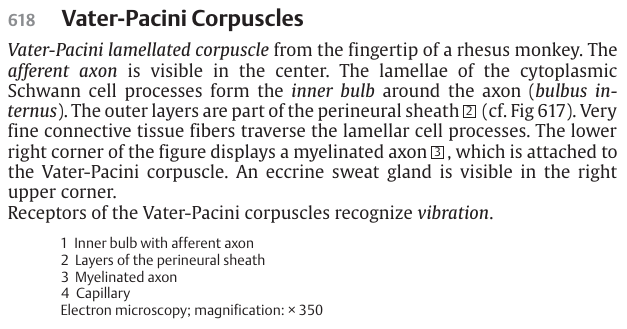 618 Vater-Pacini Corpuscles
Vater-Pacini lamellated corpuscle from the fingertip of a rhesus monkey. The
afferent axon is visible in the center. The lamellae of the cytoplasmic
Schwann cell processes form the inner bulb around the axon (bulbus in-
ternus). The outer layers are part of the perineural sheath 2 (cf. Fig 617). Very
fine connective tissue fibers traverse the lamellar cell processes. The lower
right corner of the figure displays a myelinated axon 3, which is attached to
the Vater-Pacini corpuscle. An eccrine sweat gland is visible in the right
upper corner.
Receptors of the Vater-Pacini corpuscles recognize vibration.
1 Inner bulb with afferent axon
2 Layers of the perineural sheath
3 Myelinated axon
4 Capillary
Electron microscopy; magnification: × 350